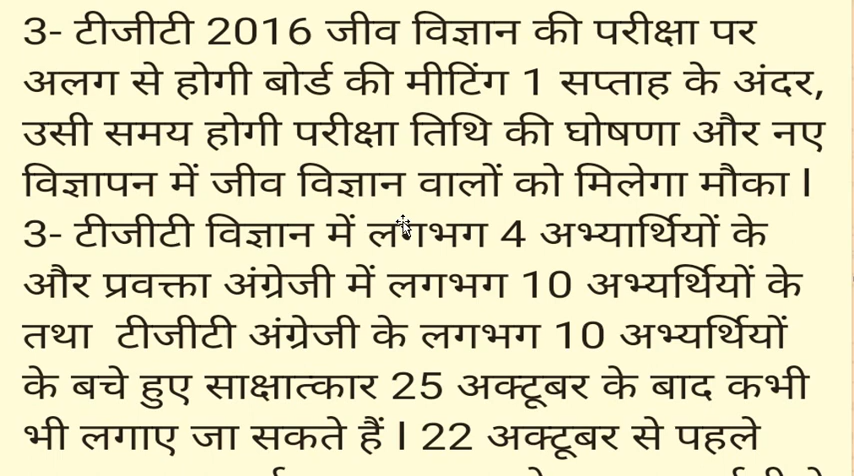 3- टीजीटी 2016 जीव विज्ञान की परीक्षा पर
अलग से होगी बोर्ड की मीटिंग 1 सप्ताह के अंदर,
उसी समय होगी परीक्षा तिथि की घोषणा और नए
विज्ञापन में जीव विज्ञान वालों को मिलेगा मौका l
3- टीजीटी विज्ञान में लगभग 4 अभ्यार्थियों के
और प्रवक्ता अंग्रेजी में लगभग 10 अभ्यर्थियों के
तथा टीजीटी अंग्रेजी के लगभग 10 अभ्यर्थियों
के बचे हुए साक्षात्कार 25 अक्टूबर के बाद कभी
भी लगाए जा सकते हैं l 22 अक्टूबर से पहले